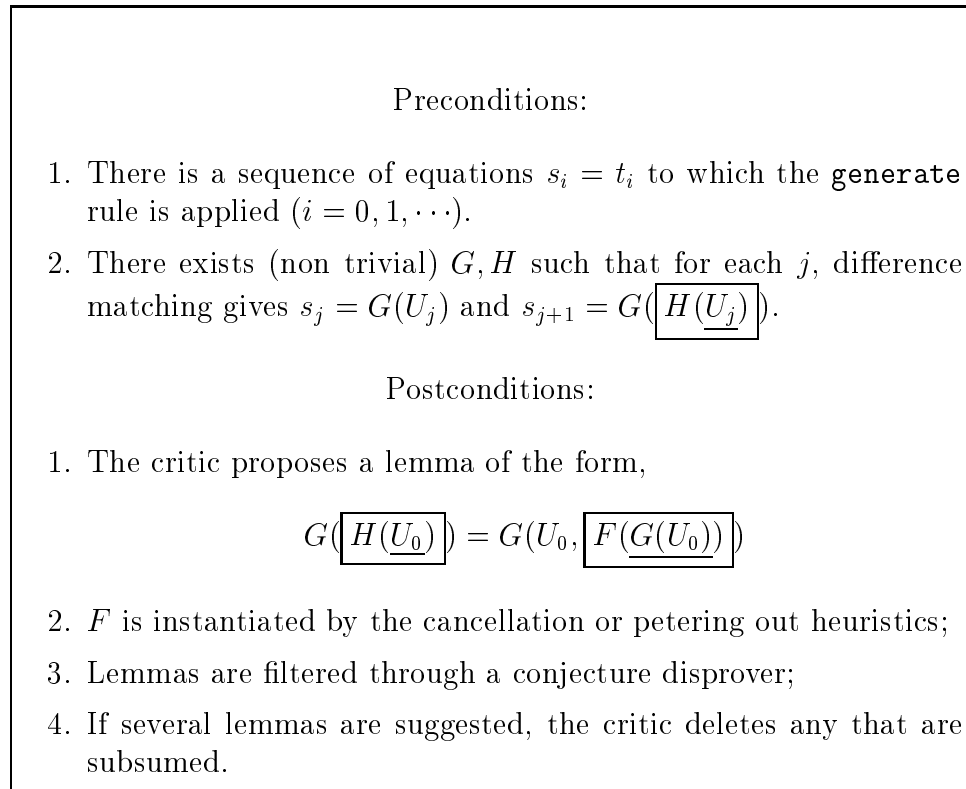 Preconditions:
1. There is a sequence of equations s_i = t_i to which the generate
rule is applied (i = 0, 1, ⋯).
2. There exists (non trivial) G, H such that for each j, difference
matching gives s_j = G(U_j) and s_{j+1} = G(H(U_j)).
Postconditions:
1. The critic proposes a lemma of the form,
G(H(U_0)) = G(U_0, F(G(U_0)))
2. F is instantiated by the cancellation or petering out heuristics;
3. Lemmas are filtered through a conjecture disprover;
4. If several lemmas are suggested, the critic deletes any that are
subsumed.